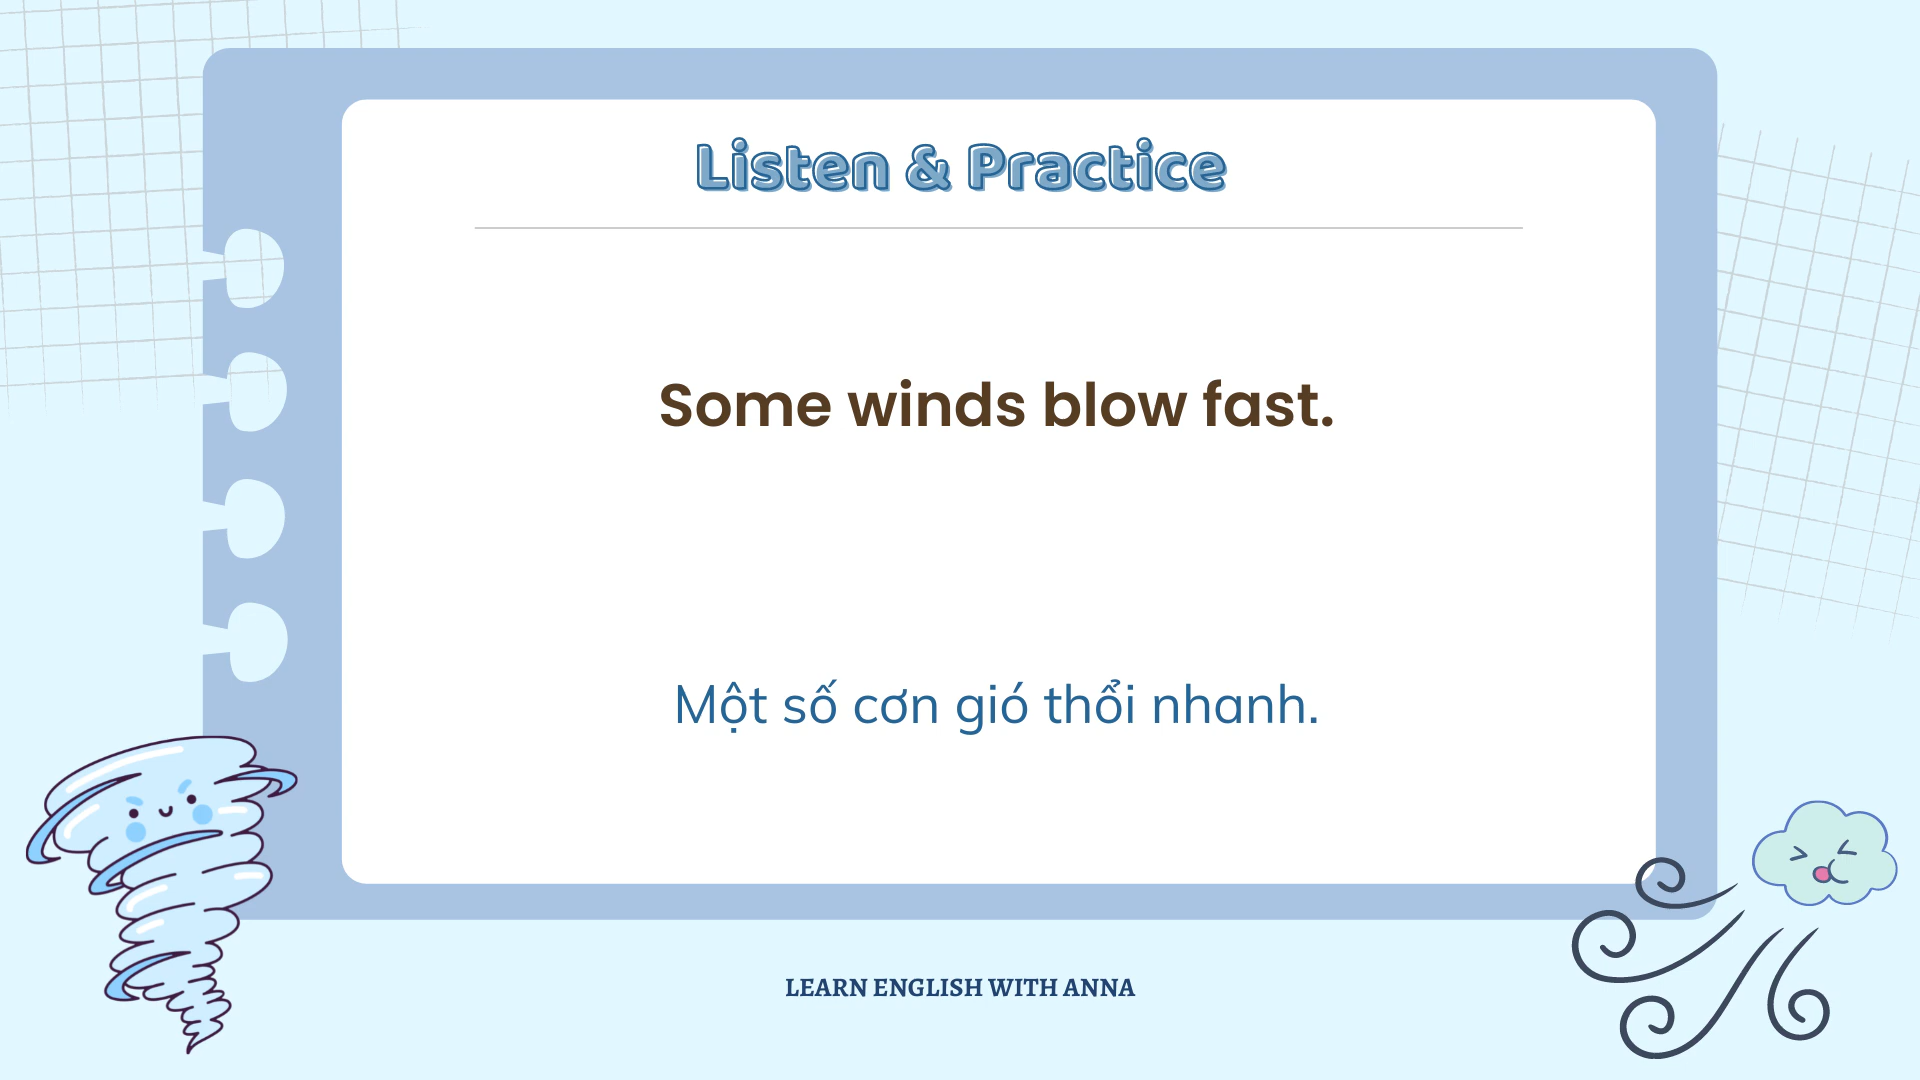 Listen & Practice
Some winds blow fast.
Một số cơn gió thổi nhanh.
LEARN ENGLISH WITH ANNA